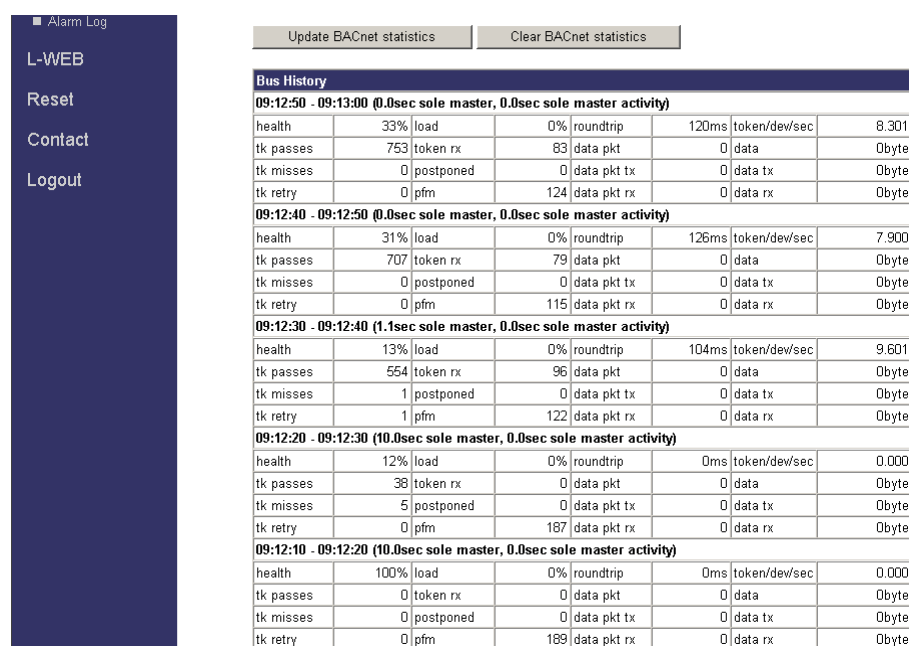 Alarm Log
L-WEB
Reset
Contact
Logout
Update BACnet statistics Clear BACnet statistics
Bus History
09:12:50 - 09:13:00 (0.0sec sole master, 0.0sec sole master activity)
health 33% load 0% roundtrip 120ms token/dev/sec 8.301
tk passes 753 token rx 83 data pkt 0 data 0byte
tk misses 0 postponed 0 data pkt tx 0 data tx 0byte
tk retry 0 pfm 124 data pkt rx 0 data rx 0byte
09:12:40 - 09:12:50 (0.0sec sole master, 0.0sec sole master activity)
health 31% load 0% roundtrip 126ms token/dev/sec 7.900
tk passes 707 token rx 79 data pkt 0 data 0byte
tk misses 0 postponed 0 data pkt tx 0 data tx 0byte
tk retry 0 pfm 115 data pkt rx 0 data rx 0byte
09:12:30 - 09:12:40 (1.1sec sole master, 0.0sec sole master activity)
health 13% load 0% roundtrip 104ms token/dev/sec 9.601
tk passes 554 token rx 96 data pkt 0 data 0byte
tk misses 1 postponed 0 data pkt tx 0 data tx 0byte
tk retry 1 pfm 122 data pkt rx 0 data rx 0byte
09:12:20 - 09:12:30 (10.0sec sole master, 0.0sec sole master activity)
health 12% load 0% roundtrip 0ms token/dev/sec 0.000
tk passes 38 token rx 0 data pkt 0 data 0byte
tk misses 5 postponed 0 data pkt tx 0 data tx 0byte
tk retry 0 pfm 187 data pkt rx 0 data rx 0byte
09:12:10 - 09:12:20 (10.0sec sole master, 0.0sec sole master activity)
health 100% load 0% roundtrip 0ms token/dev/sec 0.000
tk passes 0 token rx 0 data pkt 0 data 0byte
tk misses 0 postponed 0 data pkt tx 0 data tx 0byte
tk retry 0 pfm 189 data pkt rx 0 data rx 0byte